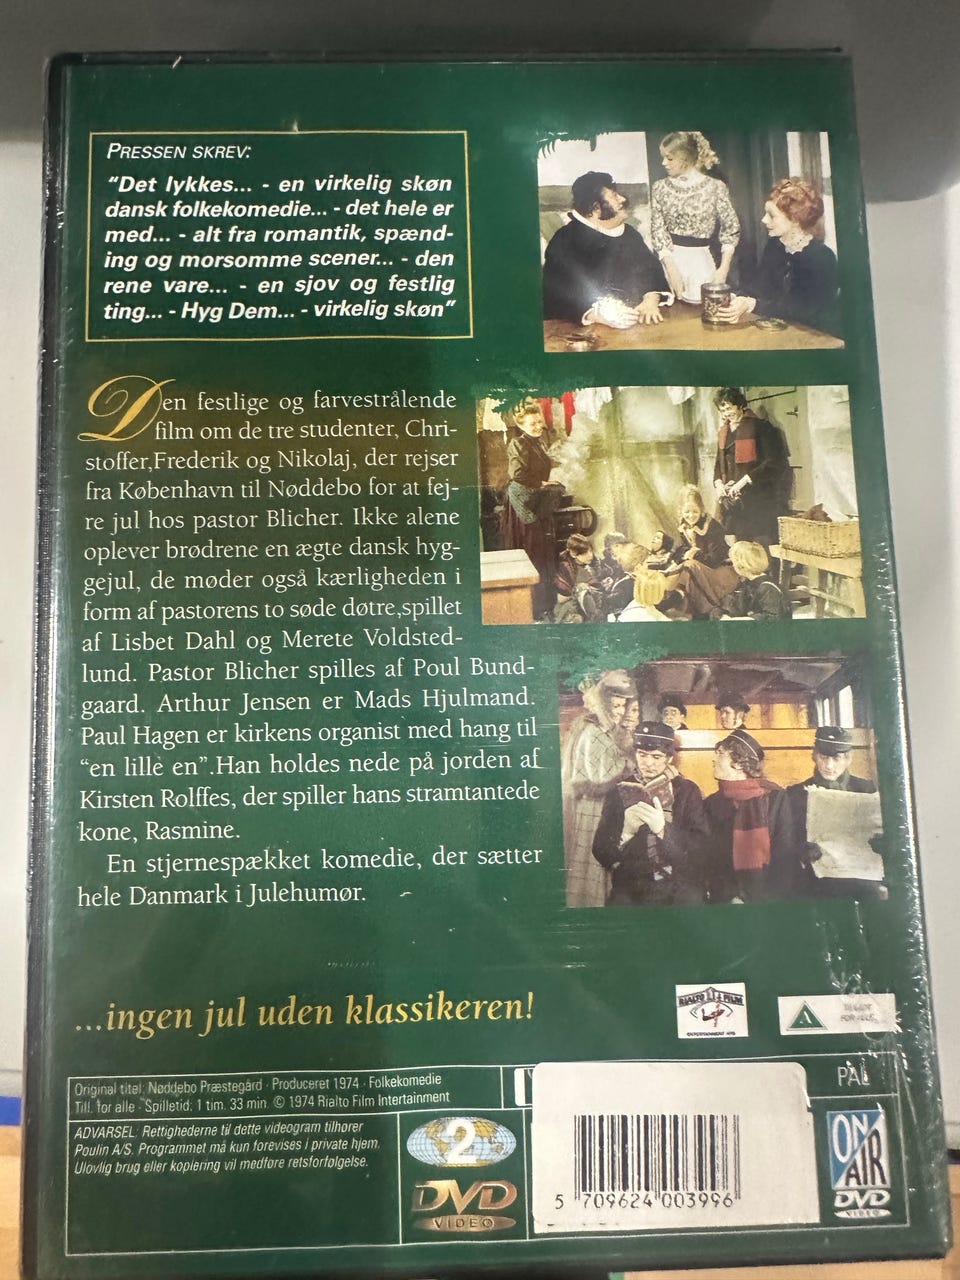 PRESSEN SKREV:
“Det lykkes... - en virkelig skøn
dansk folkekomedie... - det hele er
med... - alt fra romantik, spænd-
ing og morsomme scener... - den
rene vare... - en sjov og festlig
ting... - Hyg Dem... - virkelig skøn”
Den festlige og farvestrålende
film om de tre studenter, Chri-
stoffer,Frederik og Nikolaj, der rejser
fra København til Nøddebo for at fej-
re jul hos pastor Blicher. Ikke alene
oplever brødrene en ægte dansk hyg-
gejul, de møder også kærligheden i
form af pastorens to søde døtre,spillet
af Lisbet Dahl og Merete Voldsted-
lund. Pastor Blicher spilles af Poul Bund-
gaard. Arthur Jensen er Mads Hjulmand.
Paul Hagen er kirkens organist med hang til
“en lille en”.Han holdes nede på jorden af
Kirsten Rolffes, der spiller hans stramtantede
kone, Rasmine.
En stjernespækket komedie, der sætter
hele Danmark i Julehumør.
...ingen jul uden klassikeren!
RIALTO FILM
ENTERTAINMENT APS
A
TILLADT
FOR ALLE
Original titel: Nøddebo Præstegård · Produceret 1974 · Folkekomedie
Till. for alle · Spilletid: 1 tim. 33 min. © 1974 Rialto Film Intertainment
PAL
ADVARSEL: Rettighederne til dette videogram tilhører
Poulin A/S. Programmet må kun forevises i private hjem.
Ulovlig brug eller kopiering vil medføre retsforfølgelse.
2
DVD
VIDEO
5 709624 003996
ON
AIR
DVD
VIDEO